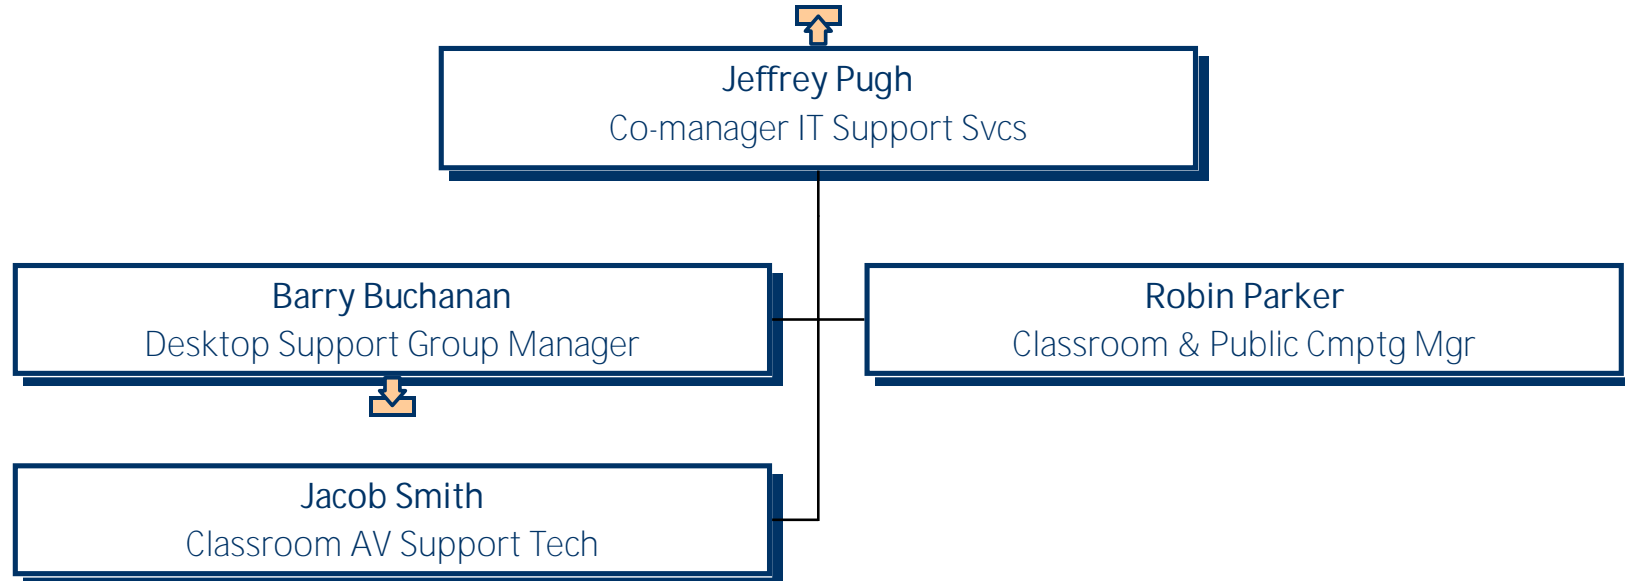 Jeffrey Pugh
Co-manager IT Support Svcs
Barry Buchanan
Desktop Support Group Manager
Robin Parker
Classroom & Public Cmptg Mgr
Jacob Smith
Classroom AV Support Tech